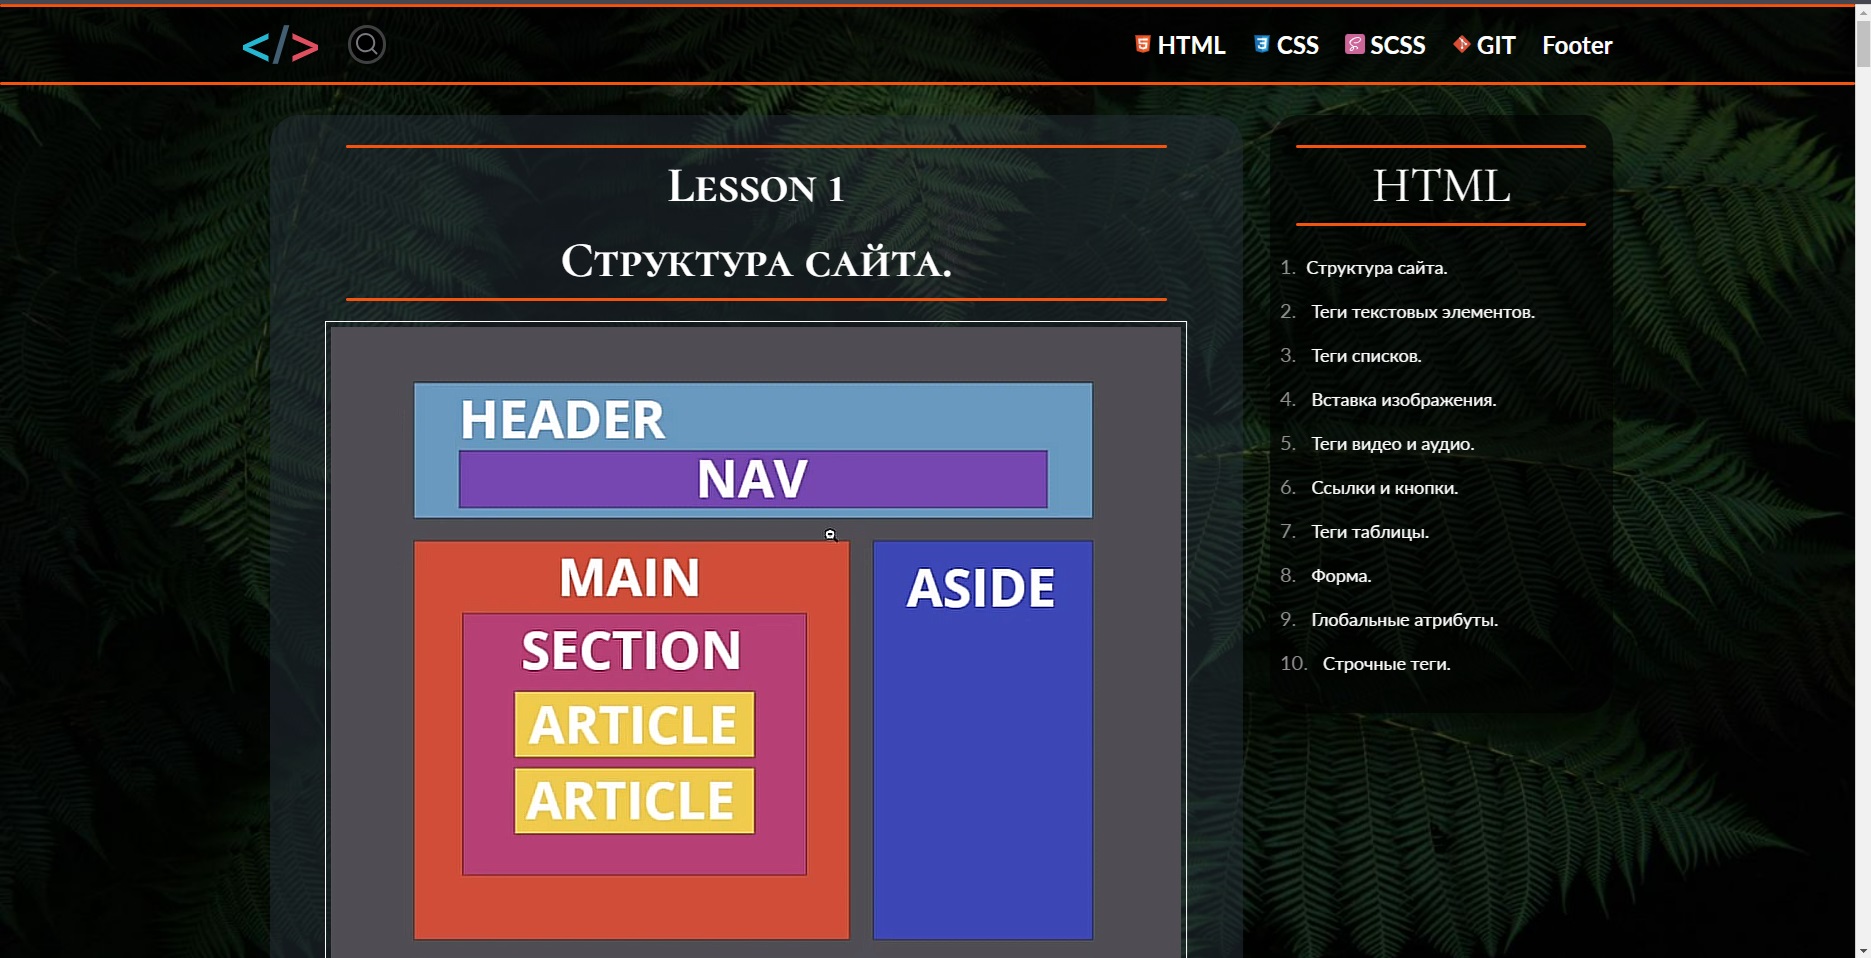 </>
HTML CSS SCSS GIT Footer
Lesson 1
Структура сайта.
HEADER
NAV
MAIN
ASIDE
SECTION
ARTICLE
ARTICLE
HTML
1. Структура сайта.
2. Теги текстовых элементов.
3. Теги списков.
4. Вставка изображения.
5. Теги видео и аудио.
6. Ссылки и кнопки.
7. Теги таблицы.
8. Форма.
9. Глобальные атрибуты.
10. Строчные теги.